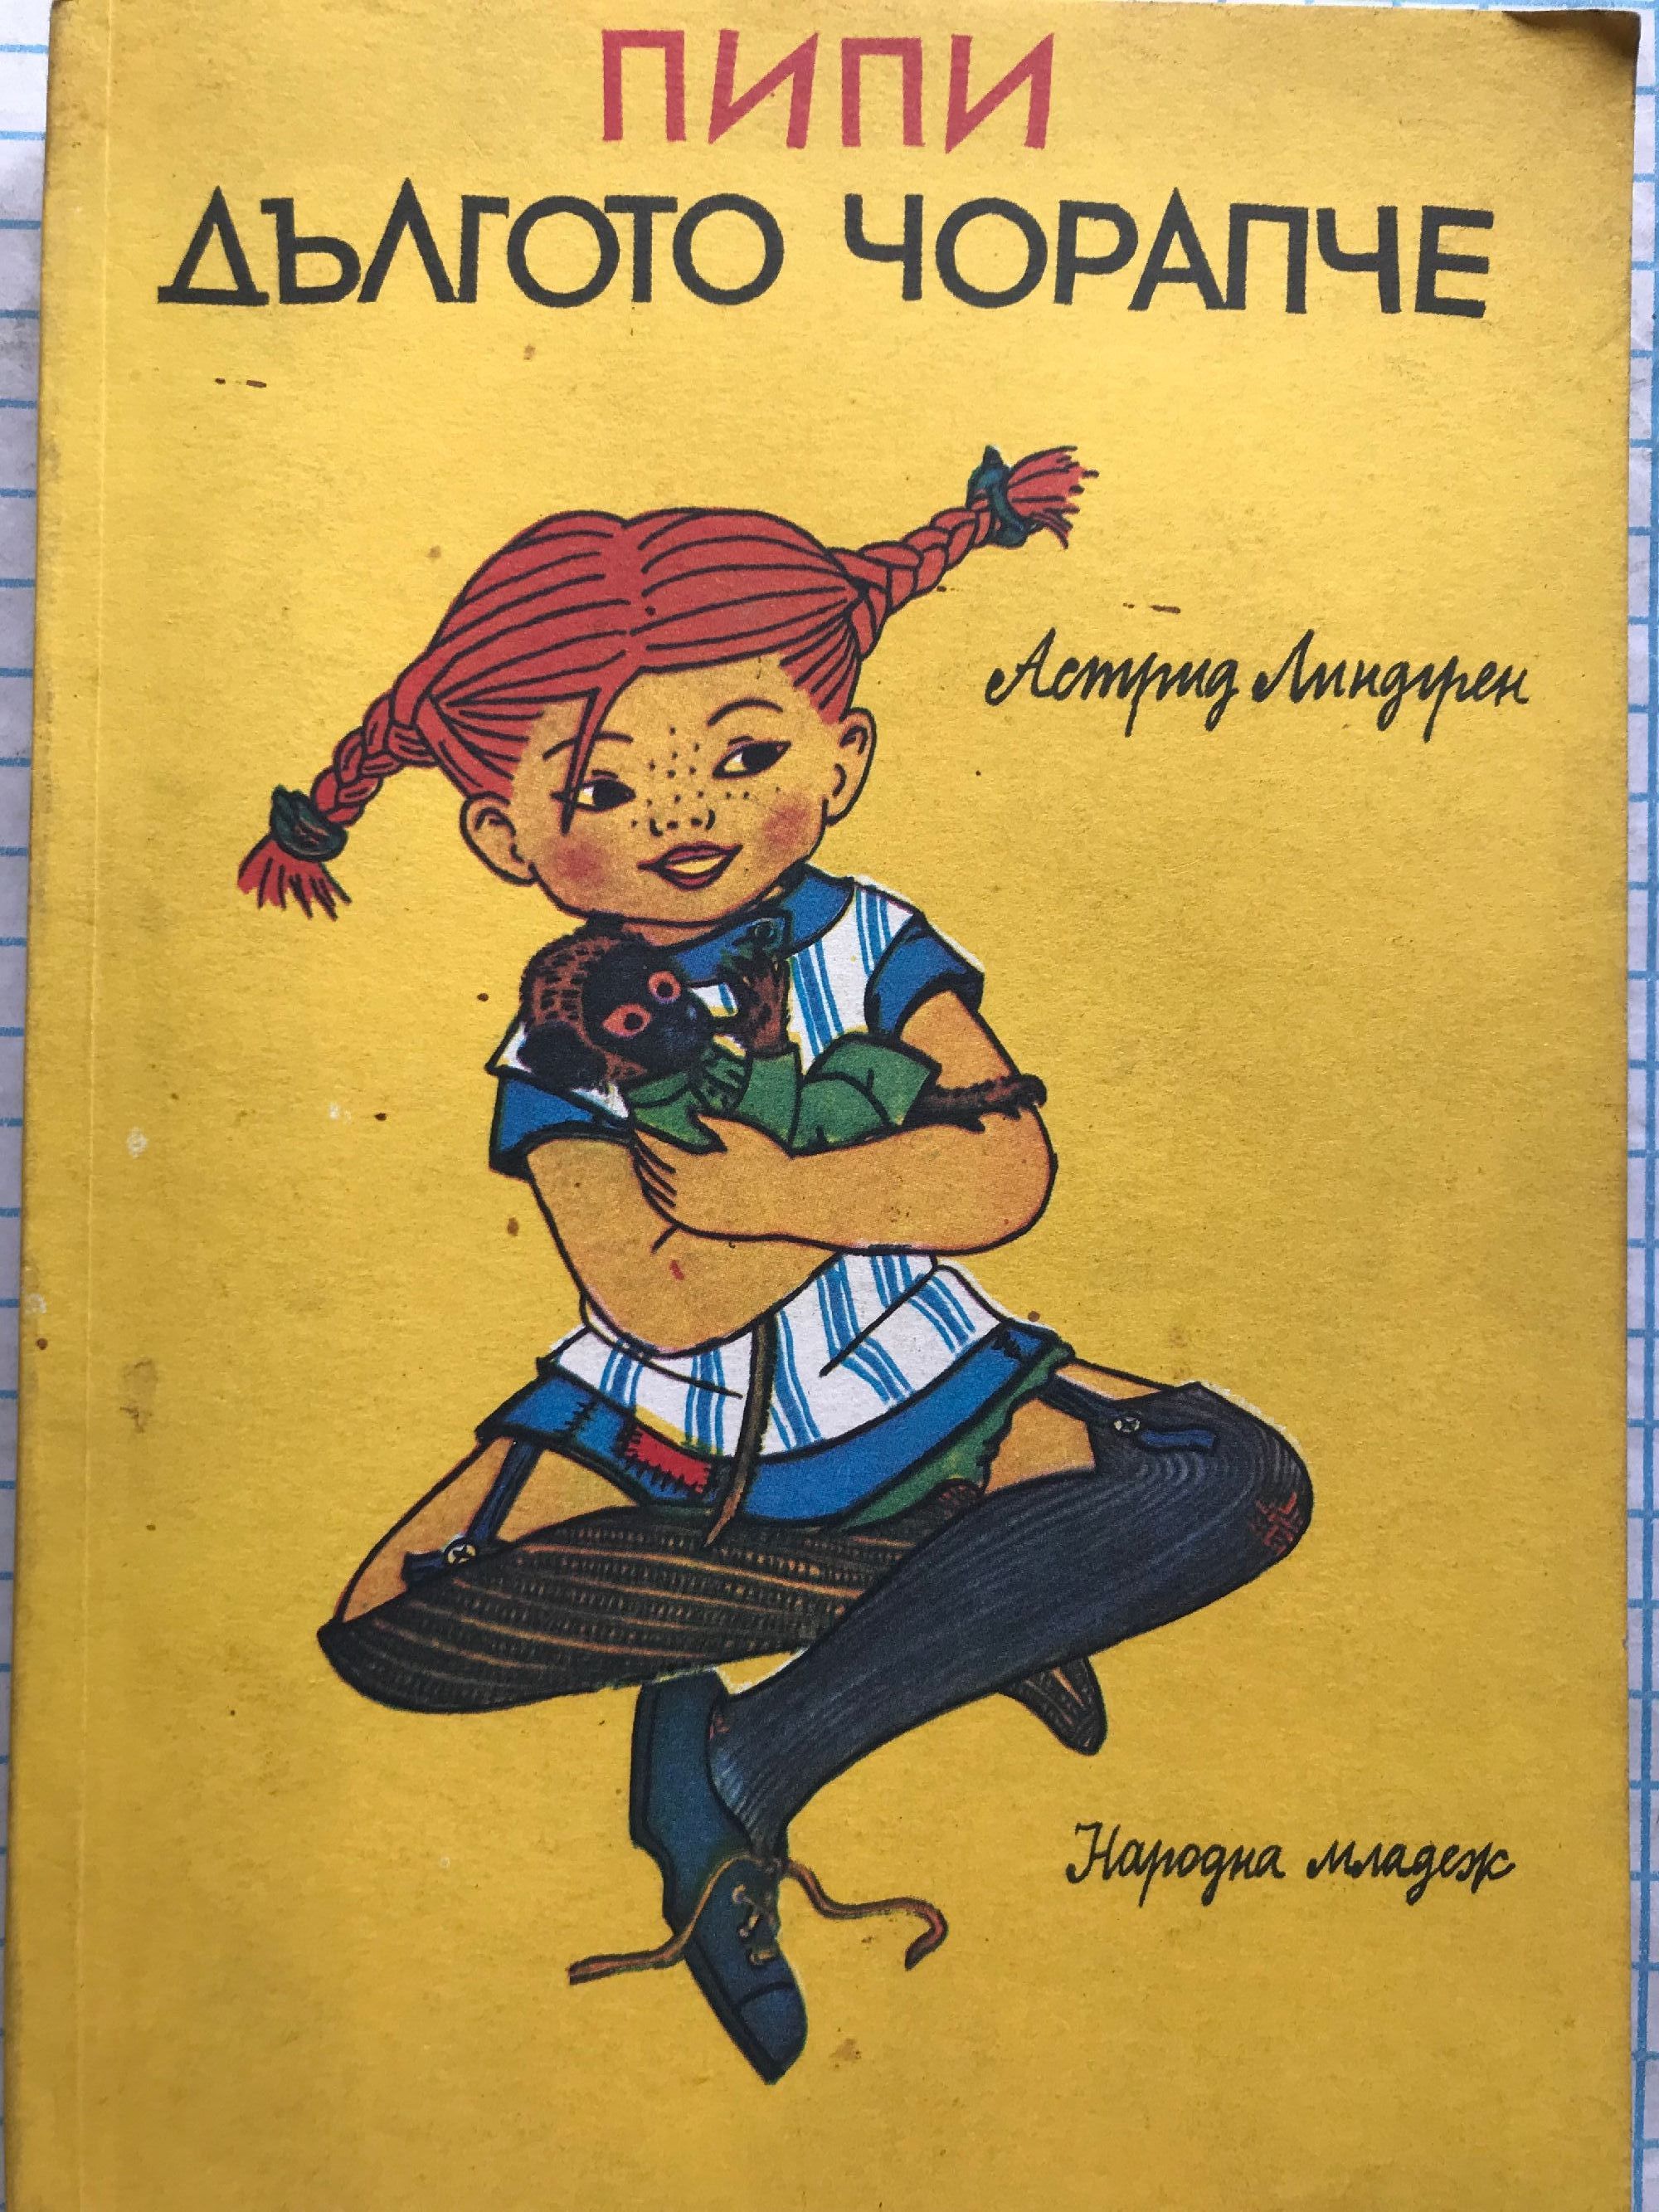 ПИПИ
ДЪЛГОТО ЧОРАПЧЕ
Астрид Линдгрен
Народна младеж